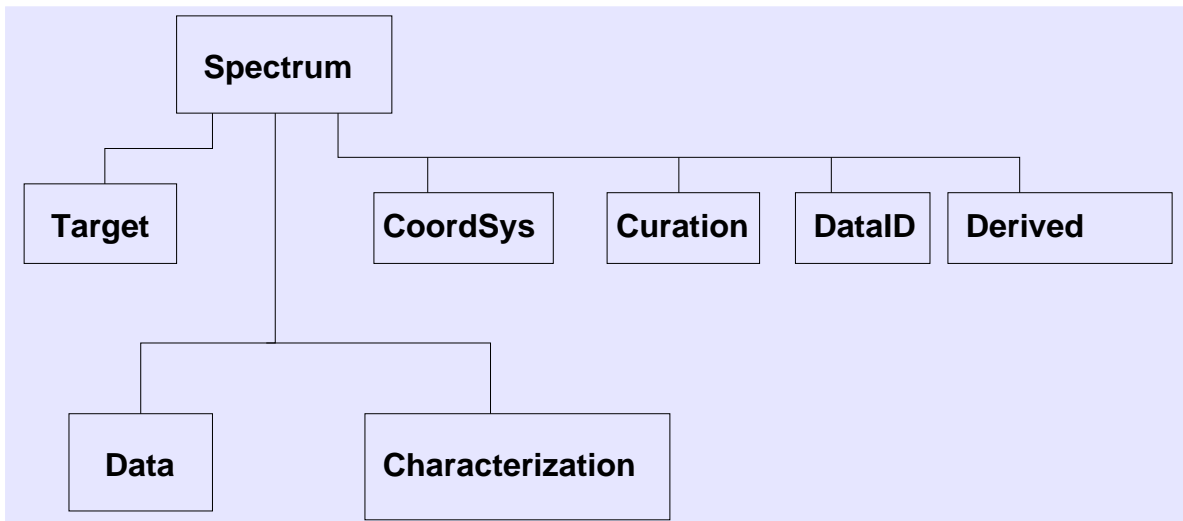 Spectrum
Target
CoordSys
Curation
DataID
Derived
Data
Characterization